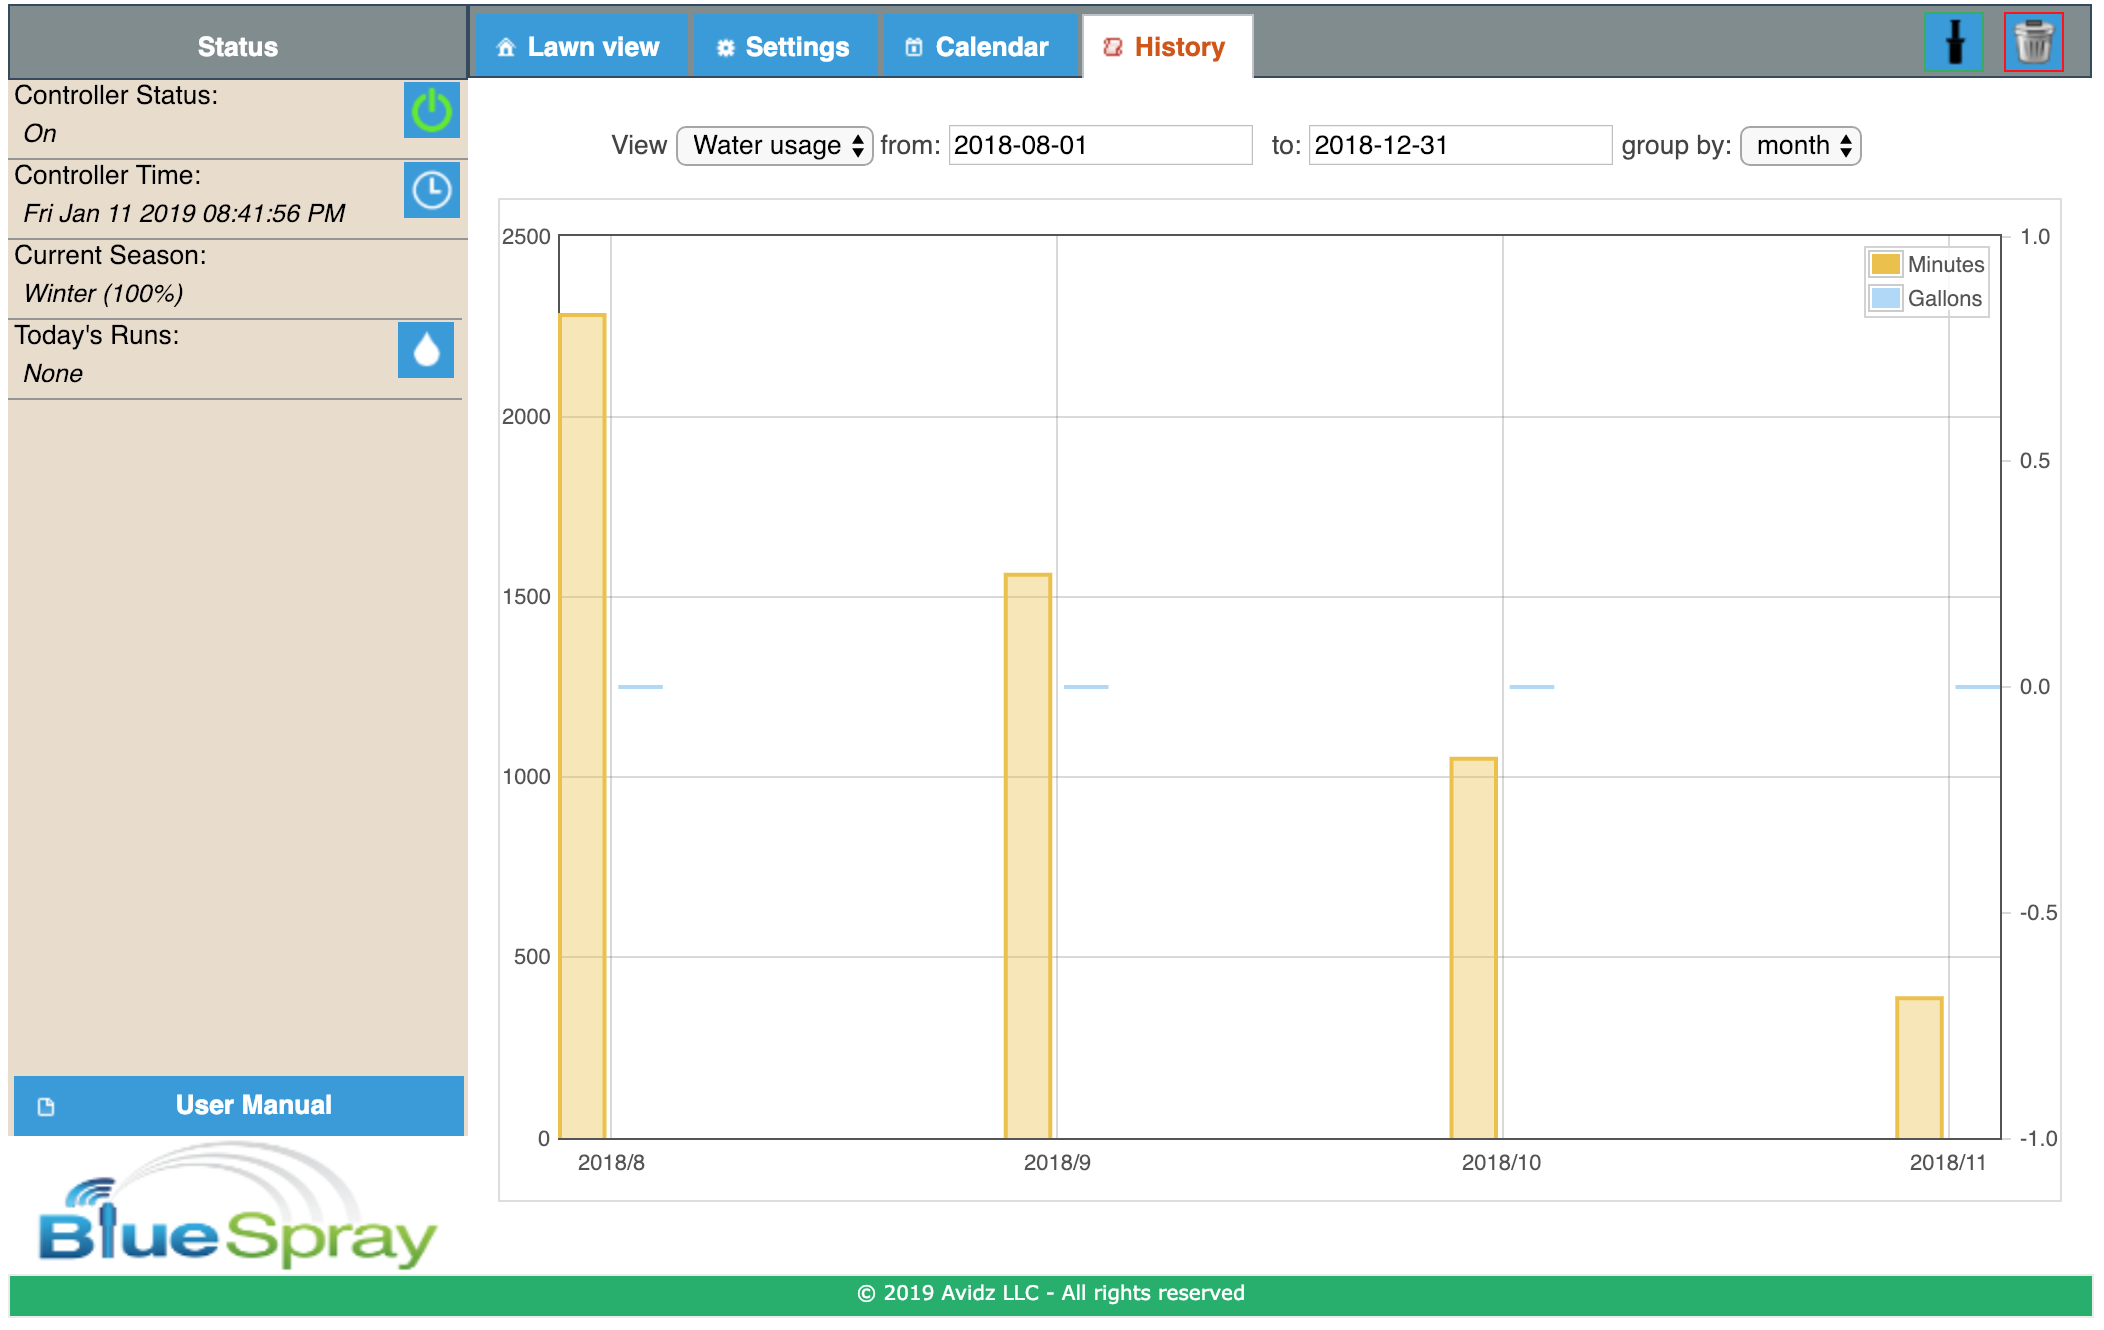 Status
Lawn view
Settings
Calendar
History
Controller Status:
On
Controller Time:
Fri Jan 11 2019 08:41:56 PM
Current Season:
Winter (100%)
Today's Runs:
None
User Manual
BlueSpray
View Water usage from: 2018-08-01 to: 2018-12-31 group by: month
2500
2000
1500
1000
500
0
1.0
0.5
0.0
-0.5
-1.0
Minutes
Gallons
2018/8
2018/9
2018/10
2018/11
© 2019 Avidz LLC - All rights reserved